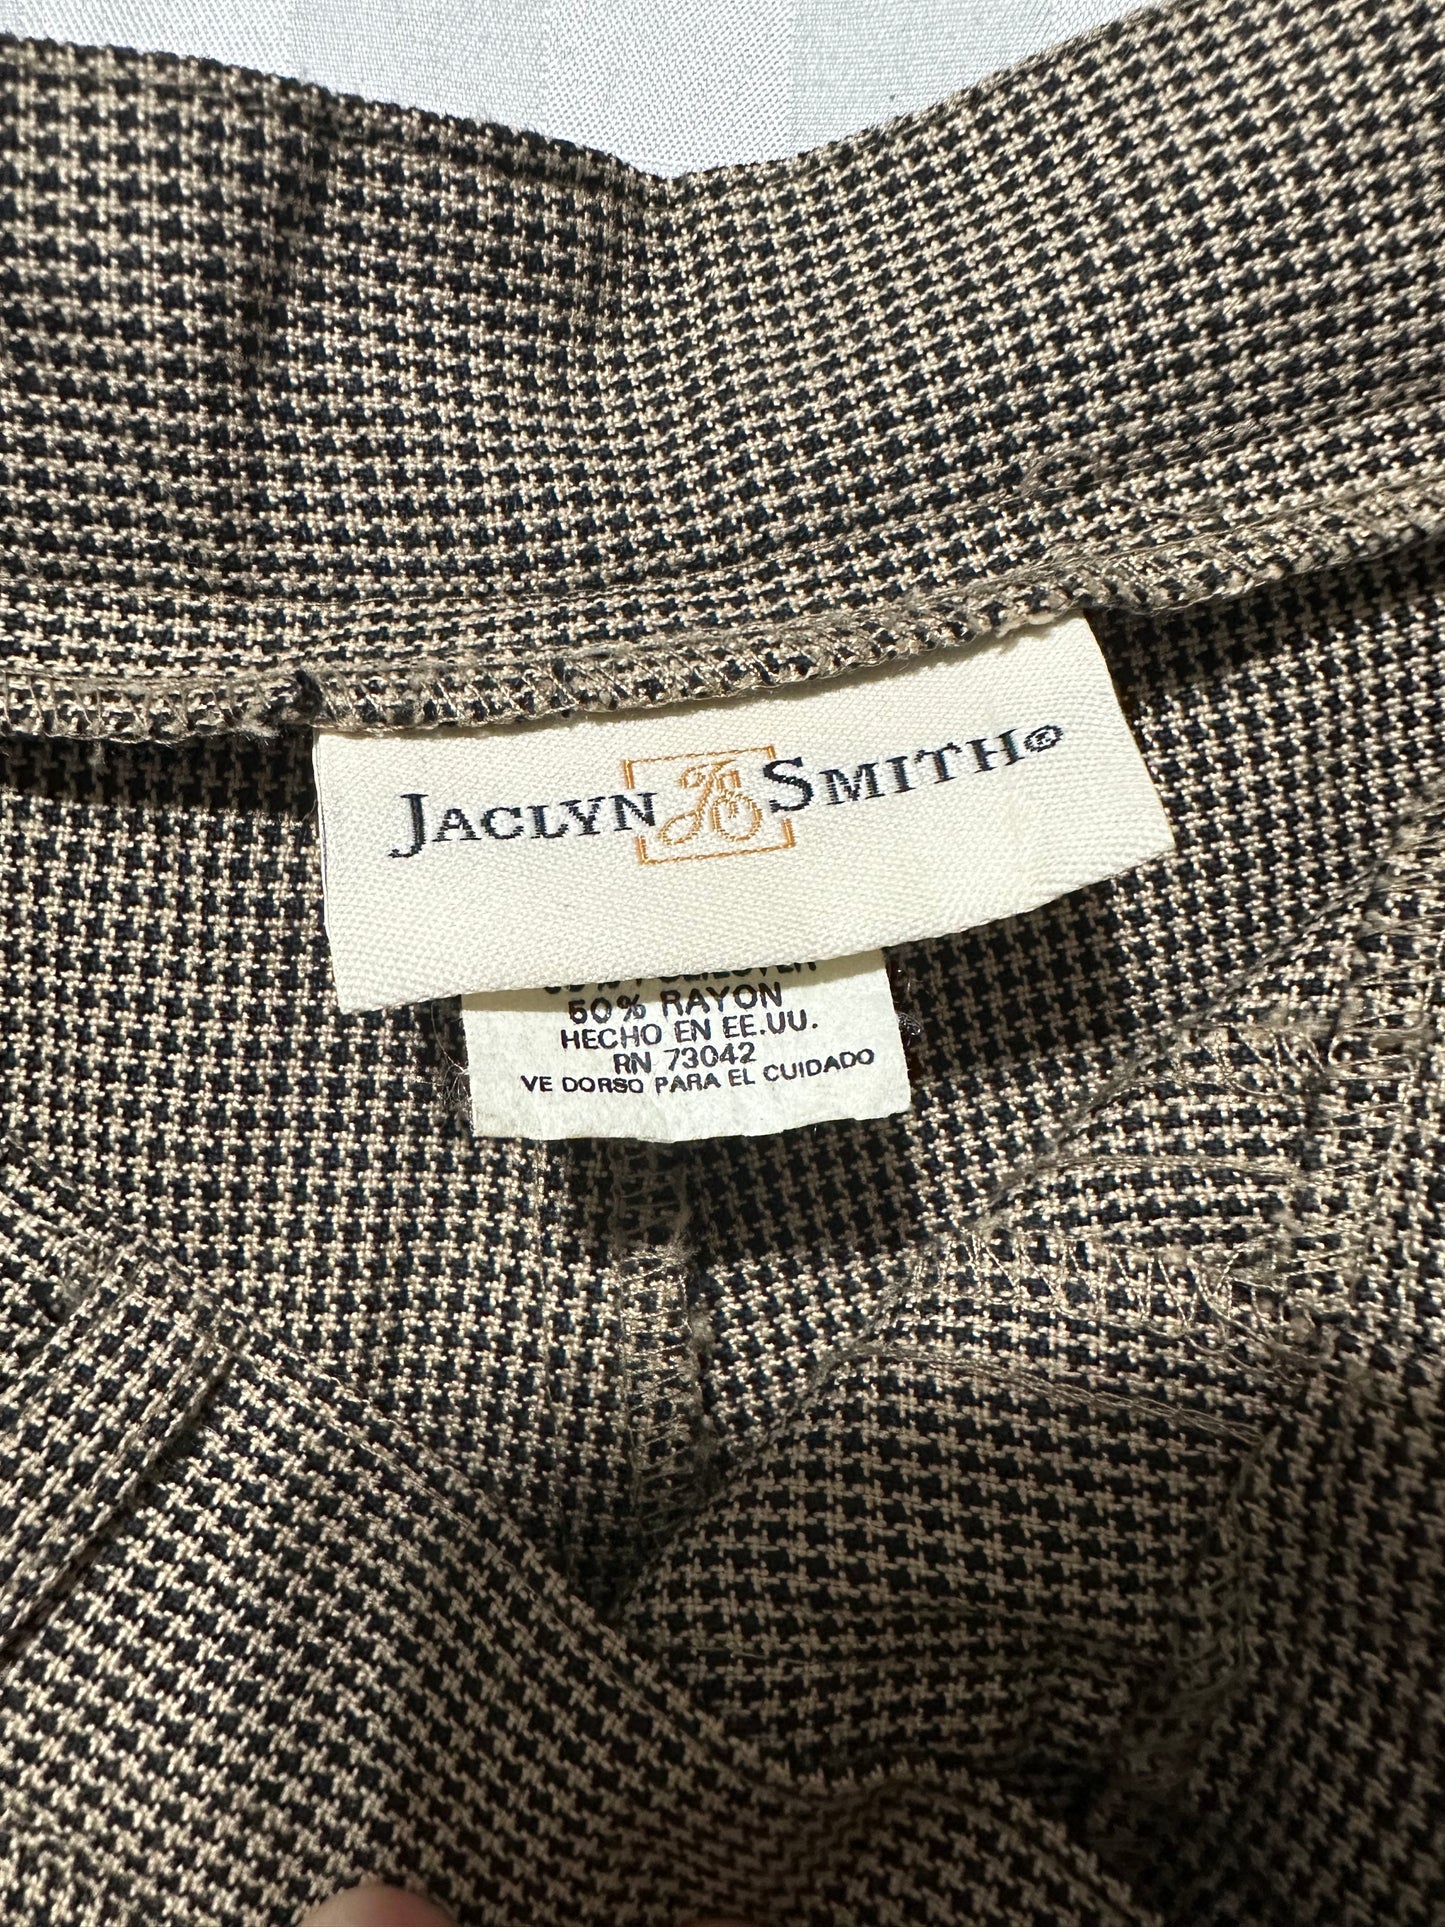 JACLYN SMITH®
50% RAYON
HECHO EN EE.UU.
RN 73042
VE DORSO PARA EL CUIDADO